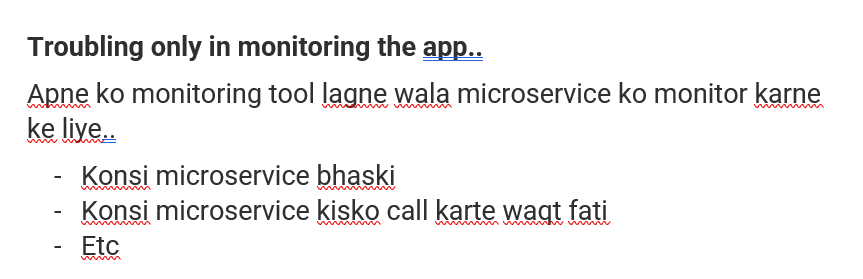 Troubling only in monitoring the app..
Apne ko monitoring tool lagne wala microservice ko monitor karne
ke liye..
- Konsi microservice bhaski
- Konsi microservice kisko call karte waqt fati
- Etc